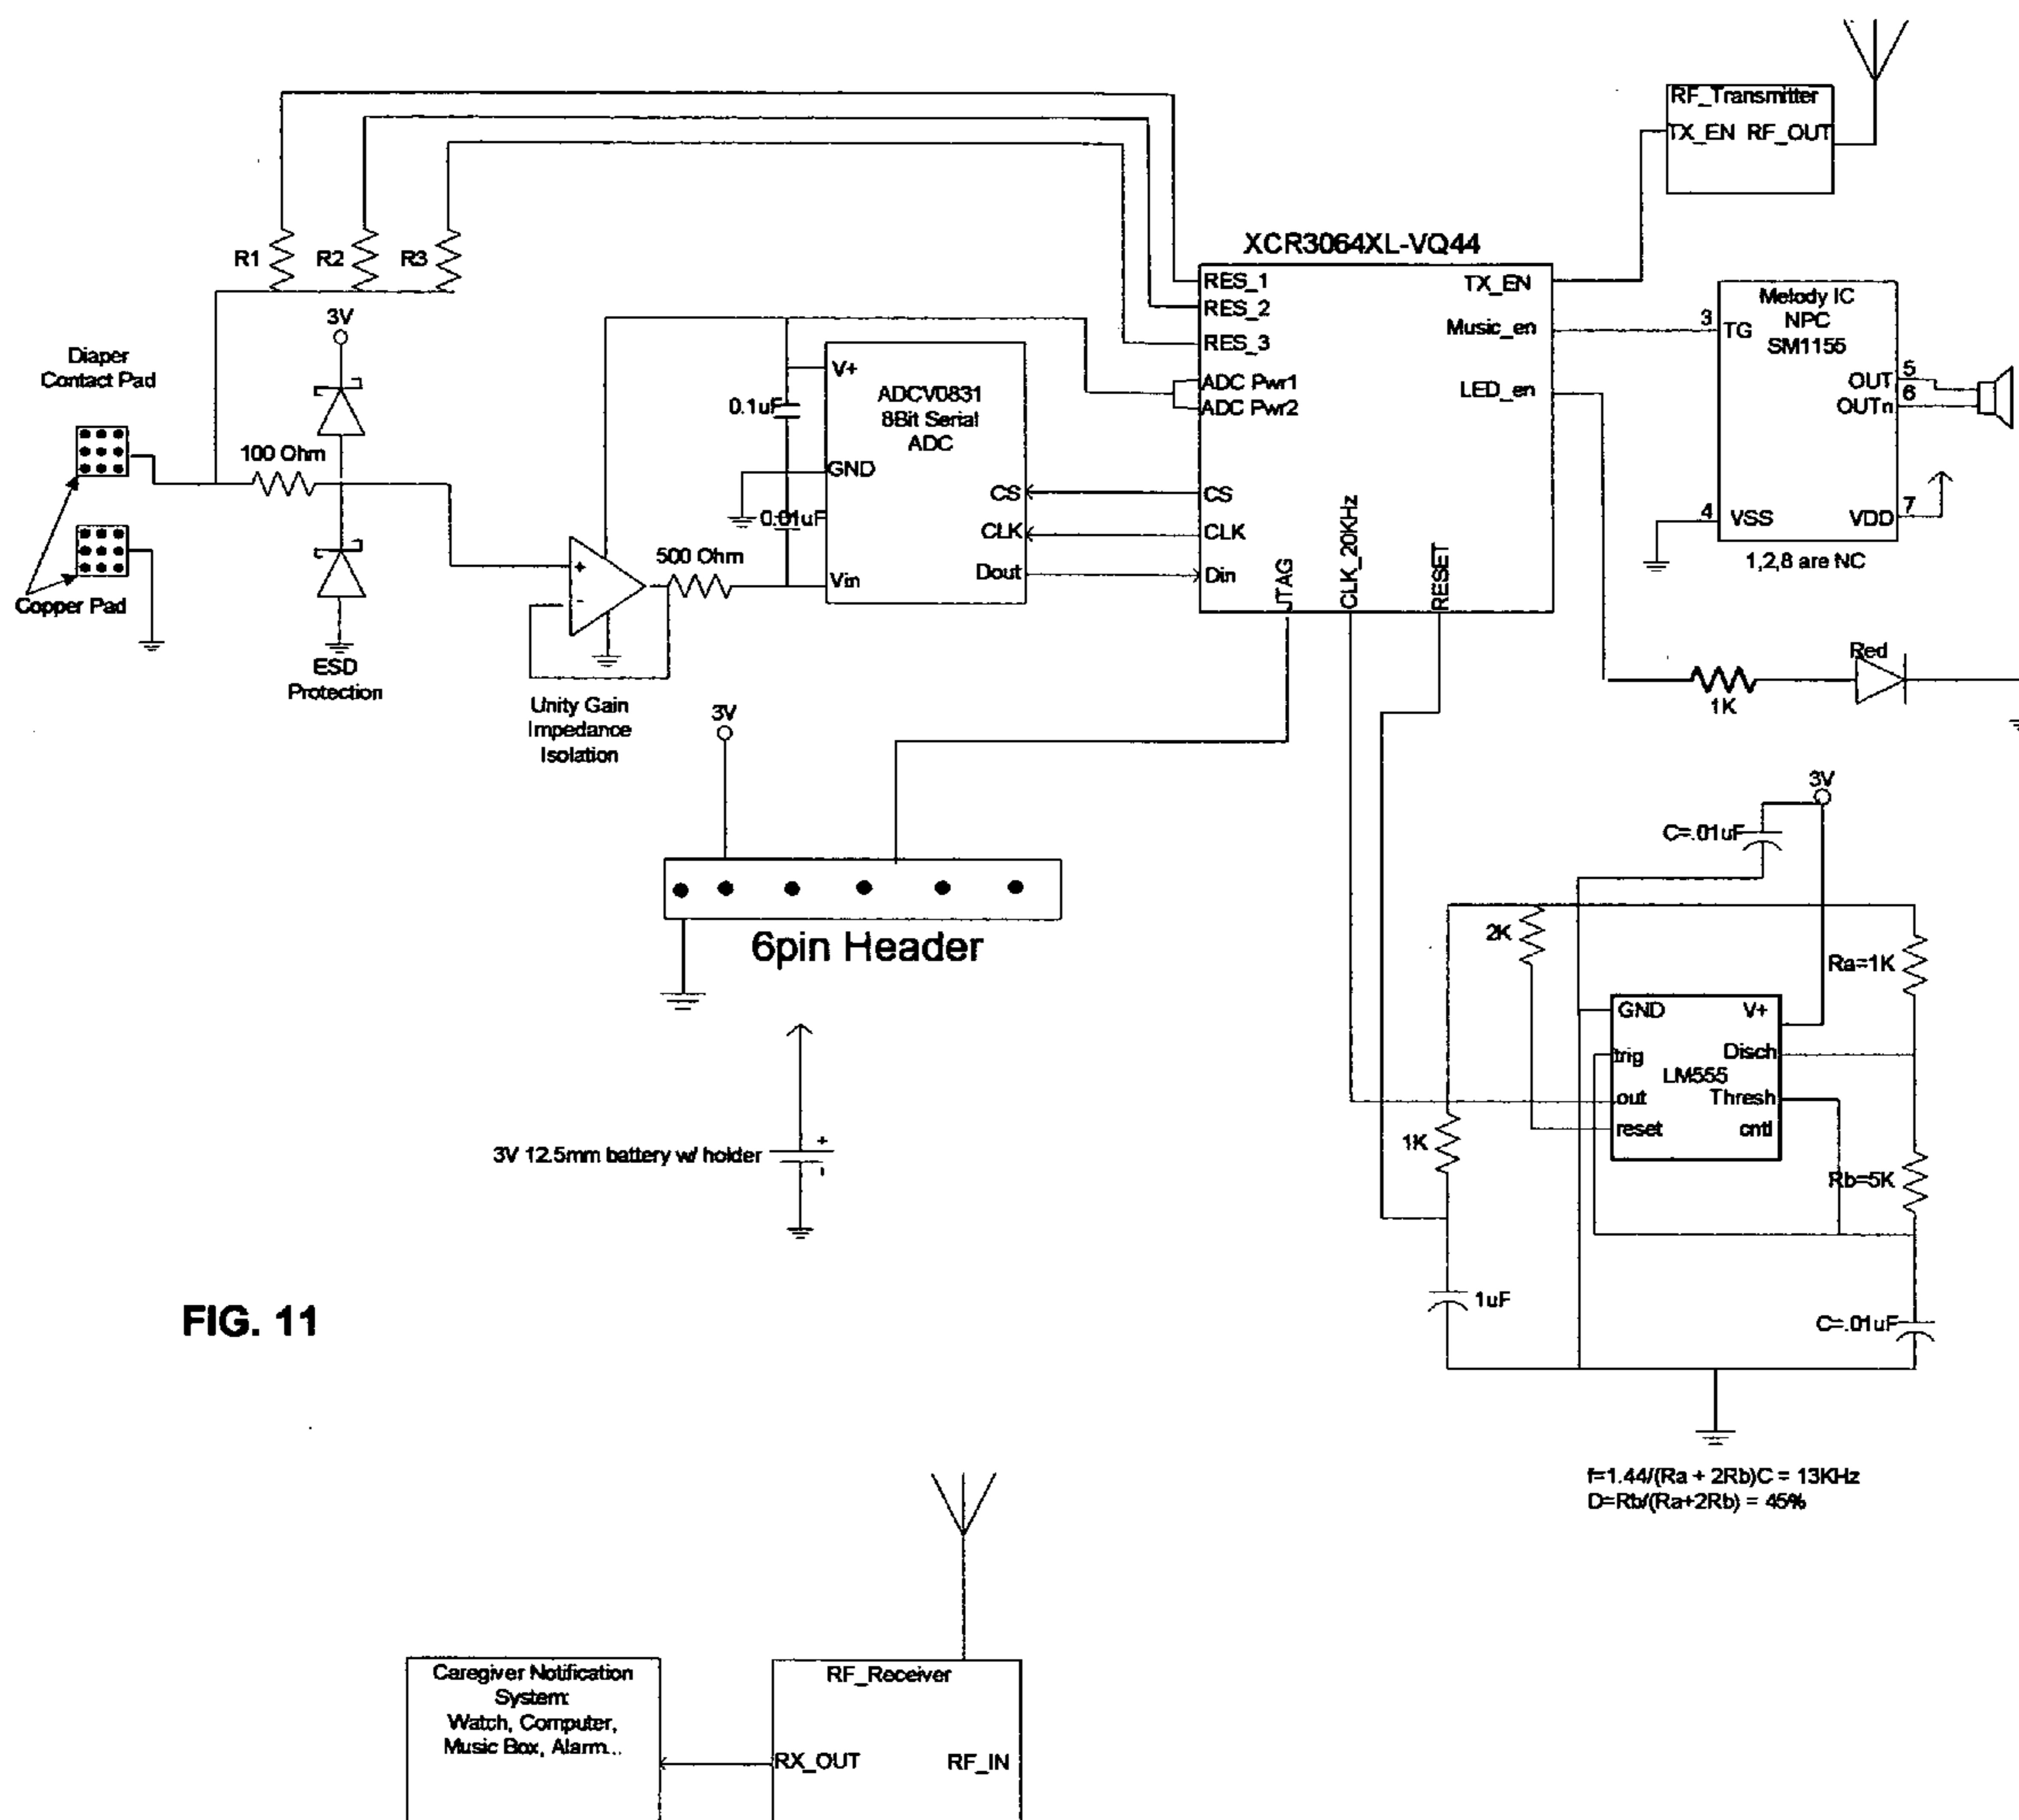 RF_Transmitter
TX_EN RF_OUT
R1
R2
R3
3V
Diaper
Contact Pad
100 Ohm
Copper Pad
ESD
Protection
0.1uF
0.01uF
V+
ADCV0831
8Bit Serial
ADC
GND
CS
CLK
Dout
Vin
500 Ohm
+
-
Unity Gain
Impedance
Isolation
XCR3064XL-VQ44
RES_1
RES_2
RES_3
ADC Pwr1
ADC Pwr2
CS
CLK
Din
TX_EN
Music_en
LED_en
JTAG
CLK_20KHz
RESET
Melody IC
NPC
SM1155
3
TG
5
OUT
6
OUTn
4
VSS
VDD
7
1,2,8 are NC
Red
1K
3V
6pin Header
3V 12.5mm battery w/ holder
+
-
3V
C=.01uF
2K
Ra=1K
GND
V+
trig
Disch
LM555
out
Thresh
reset
cntl
1K
Rb=5K
1uF
C=.01uF
f=1.44/(Ra + 2Rb)C = 13KHz
D=Rb/(Ra+2Rb) = 45%
FIG. 11
Caregiver Notification
System:
Watch, Computer,
Music Box, Alarm...
RF_Receiver
RX_OUT
RF_IN